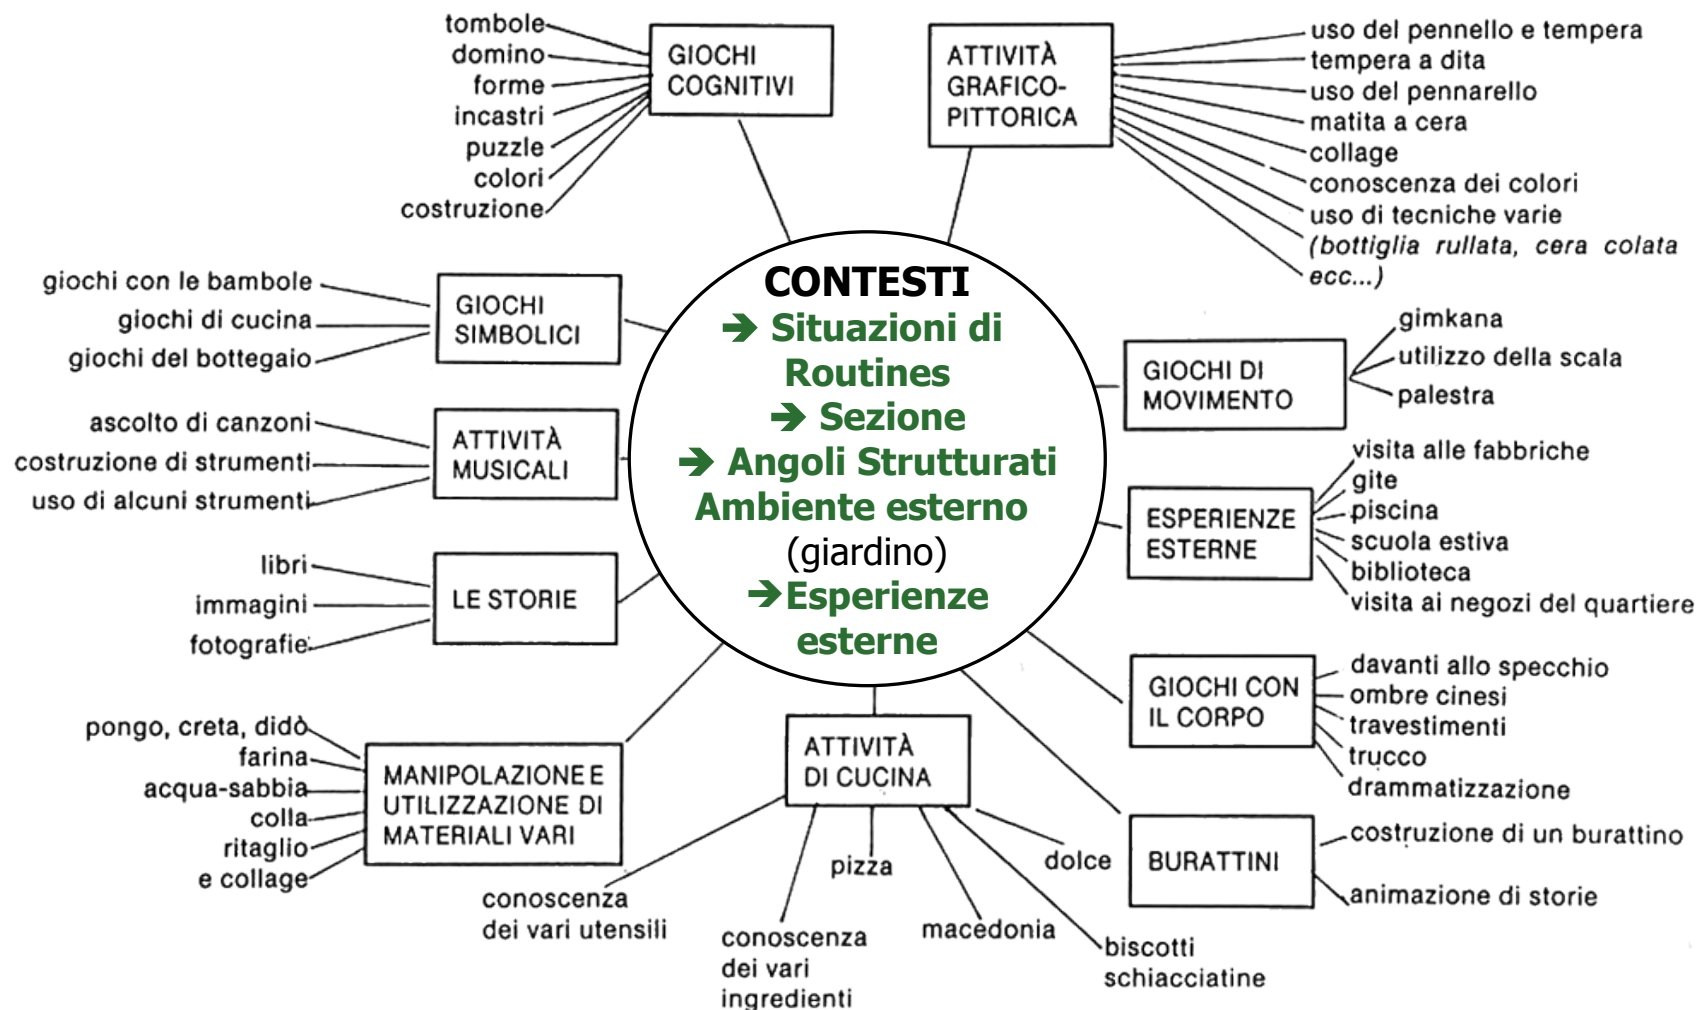 tombole
domino
forme
incastri
puzzle
colori
costruzione
GIOCHI
COGNITIVI
ATTIVITÀ
GRAFICO-
PITTORICA
uso del pennello e tempera
tempera a dita
uso del pennarello
matita a cera
collage
conoscenza dei colori
uso di tecniche varie
(bottiglia rullata, cera colata
ecc...)
giochi con le bambole
giochi di cucina
giochi del bottegaio
GIOCHI
SIMBOLICI
ascolto di canzoni
costruzione di strumenti
uso di alcuni strumenti
ATTIVITÀ
MUSICALI
libri
immagini
fotografie
LE STORIE
CONTESTI
➔ Situazioni di
Routines
➔ Sezione
➔ Angoli Strutturati
Ambiente esterno
(giardino)
➔Esperienze
esterne
GIOCHI DI
MOVIMENTO
gimkana
utilizzo della scala
palestra
ESPERIENZE
ESTERNE
visita alle fabbriche
gite
piscina
scuola estiva
biblioteca
visita ai negozi del quartiere
GIOCHI CON
IL CORPO
davanti allo specchio
ombre cinesi
travestimenti
trucco
drammatizzazione
pongo, creta, didò
farina
acqua-sabbia
colla
ritaglio
e collage
MANIPOLAZIONE E
UTILIZZAZIONE DI
MATERIALI VARI
ATTIVITÀ
DI CUCINA
conoscenza
dei vari utensili
conoscenza
dei vari
ingredienti
pizza
macedonia
dolce
biscotti
schiacciatine
BURATTINI
costruzione di un burattino
animazione di storie